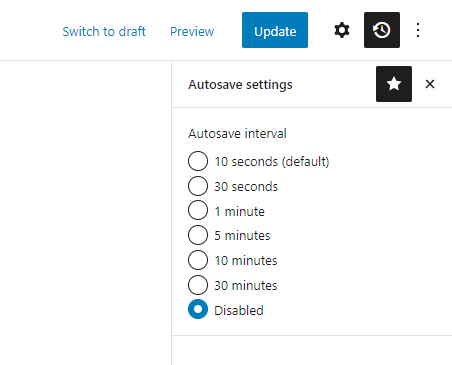 Switch to draft Preview Update
Autosave settings
Autosave interval
10 seconds (default)
30 seconds
1 minute
5 minutes
10 minutes
30 minutes
Disabled